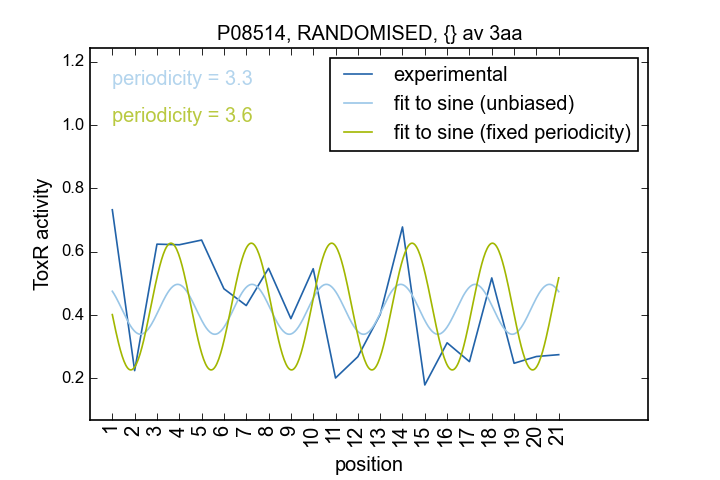 P08514, RANDOMISED, {} av 3aa
periodicity = 3.3
periodicity = 3.6
experimental
fit to sine (unbiased)
fit to sine (fixed periodicity)
ToxR activity
1.2
1.0
0.8
0.6
0.4
0.2
1 2 3 4 5 6 7 8 9 10 11 12 13 14 15 16 17 18 19 20 21
position